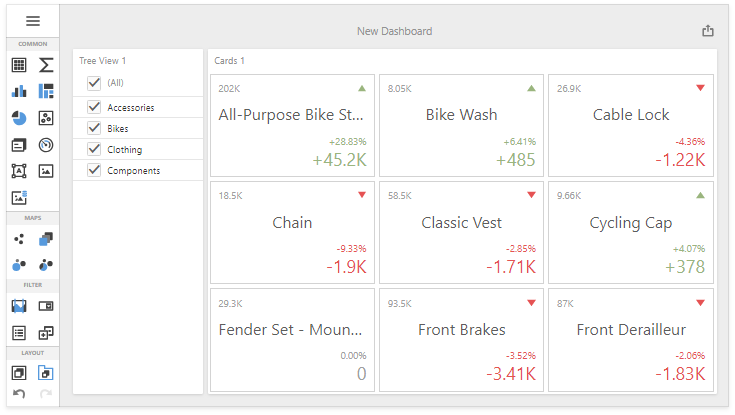 New Dashboard
COMMON
MAPS
FILTER
LAYOUT
Tree View 1
(All)
Accessories
Bikes
Clothing
Components
Cards 1
202K
All-Purpose Bike St...
+28.83%
+45.2K
8.05K
Bike Wash
+6.41%
+485
26.9K
Cable Lock
-4.36%
-1.22K
18.5K
Chain
-9.33%
-1.9K
58.5K
Classic Vest
-2.85%
-1.71K
9.66K
Cycling Cap
+4.07%
+378
29.3K
Fender Set - Moun...
0.00%
0
93.5K
Front Brakes
-3.52%
-3.41K
87K
Front Derailleur
-2.06%
-1.83K